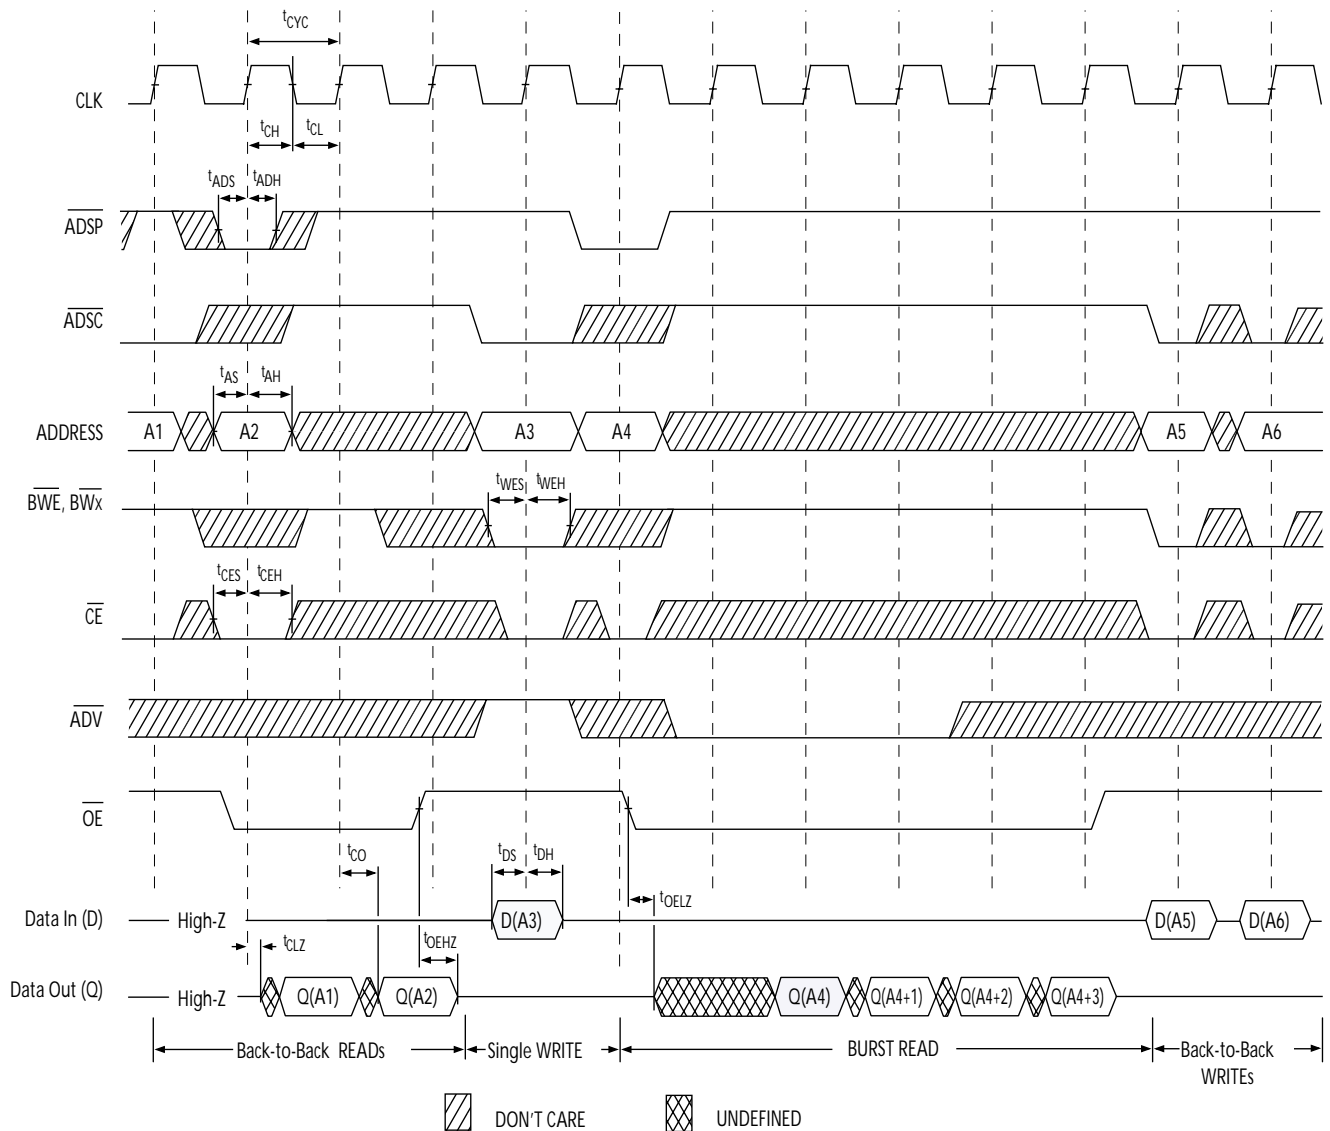 tCYC
CLK
tCH tCL
tADS tADH
ADSP
ADSC
tAS tAH
ADDRESS A1 A2 A3 A4 A5 A6
tWES tWEH
BWE, BWx
tCES tCEH
CE
ADV
OE
tCO tDS tDH
tOELZ
Data In (D) High-Z D(A3) D(A5) D(A6)
tCLZ tOEHZ
Data Out (Q) High-Z Q(A1) Q(A2) Q(A4) Q(A4+1) Q(A4+2) Q(A4+3)
Back-to-Back READs Single WRITE BURST READ Back-to-Back
WRITEs
DON'T CARE UNDEFINED